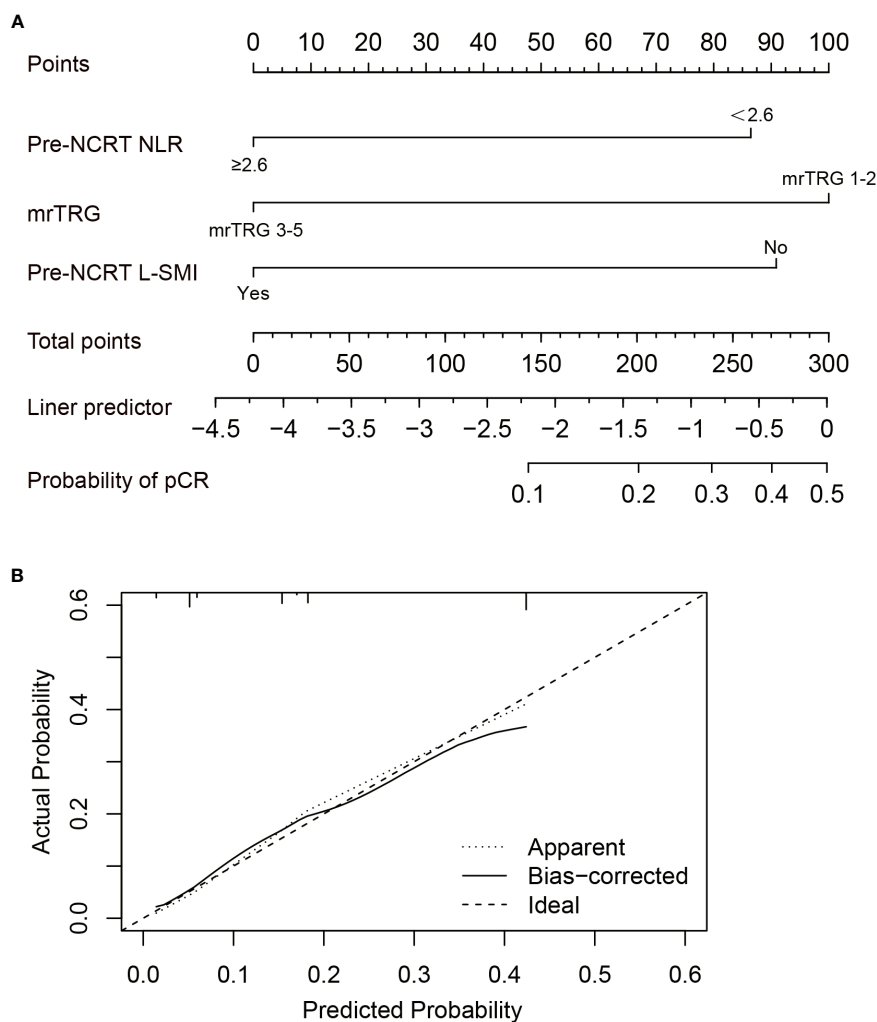 A
Points 0 10 20 30 40 50 60 70 80 90 100
<2.6
Pre-NCRT NLR
≥2.6
mrTRG 1-2
mrTRG
mrTRG 3-5
No
Pre-NCRT L-SMI
Yes
Total points
0 50 100 150 200 250 300
Liner predictor
−4.5 −4 −3.5 −3 −2.5 −2 −1.5 −1 −0.5 0
Probability of pCR
0.1 0.2 0.3 0.4 0.5
B
Actual Probability
0.6
0.4
0.2
0.0
Apparent
Bias−corrected
Ideal
0.0 0.1 0.2 0.3 0.4 0.5 0.6
Predicted Probability